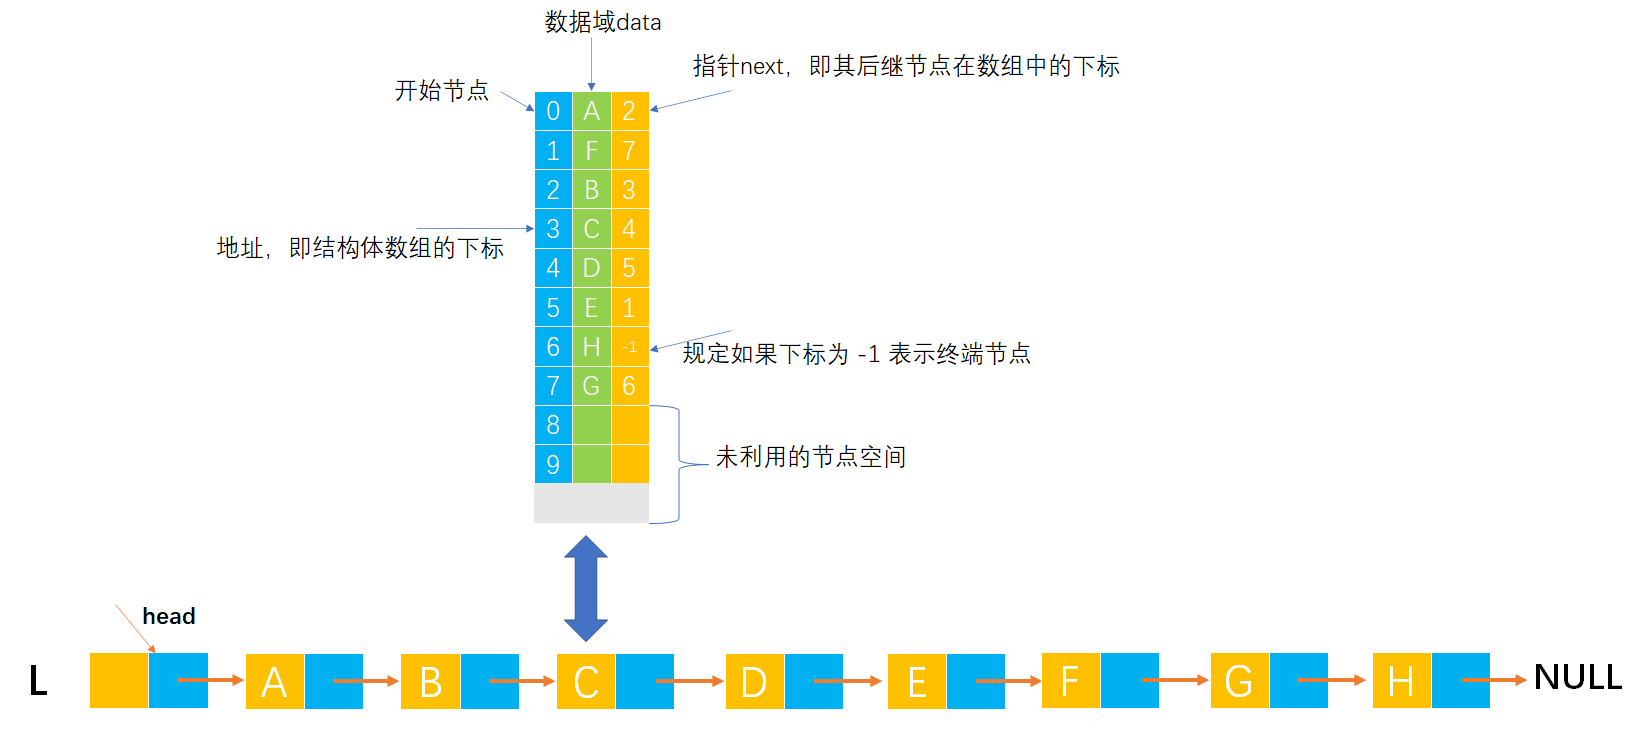 数据域data
指针next，即其后继节点在数组中的下标
开始节点
0 A 2
1 F 7
2 B 3
3 C 4
地址，即结构体数组的下标
4 D 5
5 E 1
6 H -1
规定如果下标为 -1 表示终端节点
7 G 6
8
未利用的节点空间
9
head
L A B C D E F G H NULL